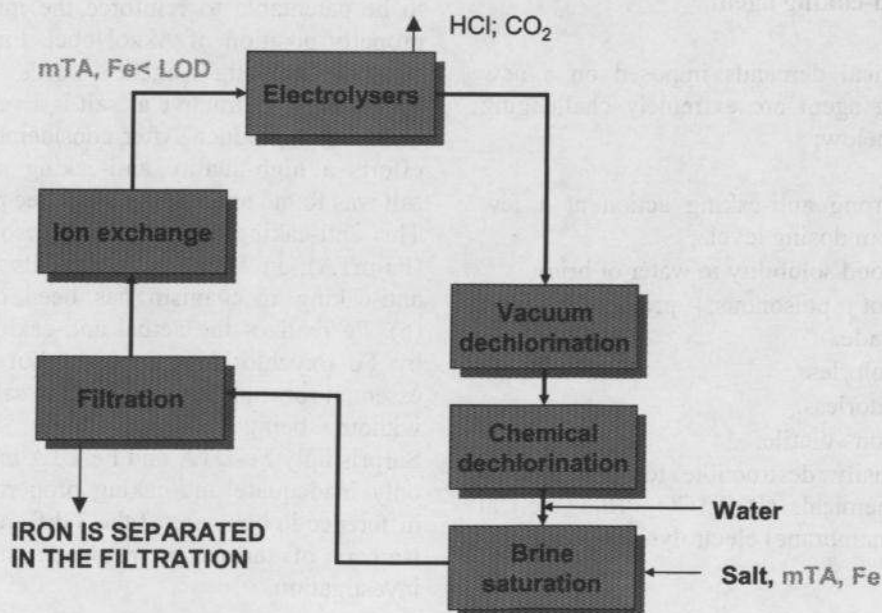 HCl; CO2
mTA, Fe< LOD
Electrolysers
Ion exchange
Vacuum
dechlorination
Filtration
Chemical
dechlorination
Water
IRON IS SEPARATED
IN THE FILTRATION
Brine
saturation
Salt, mTA, Fe